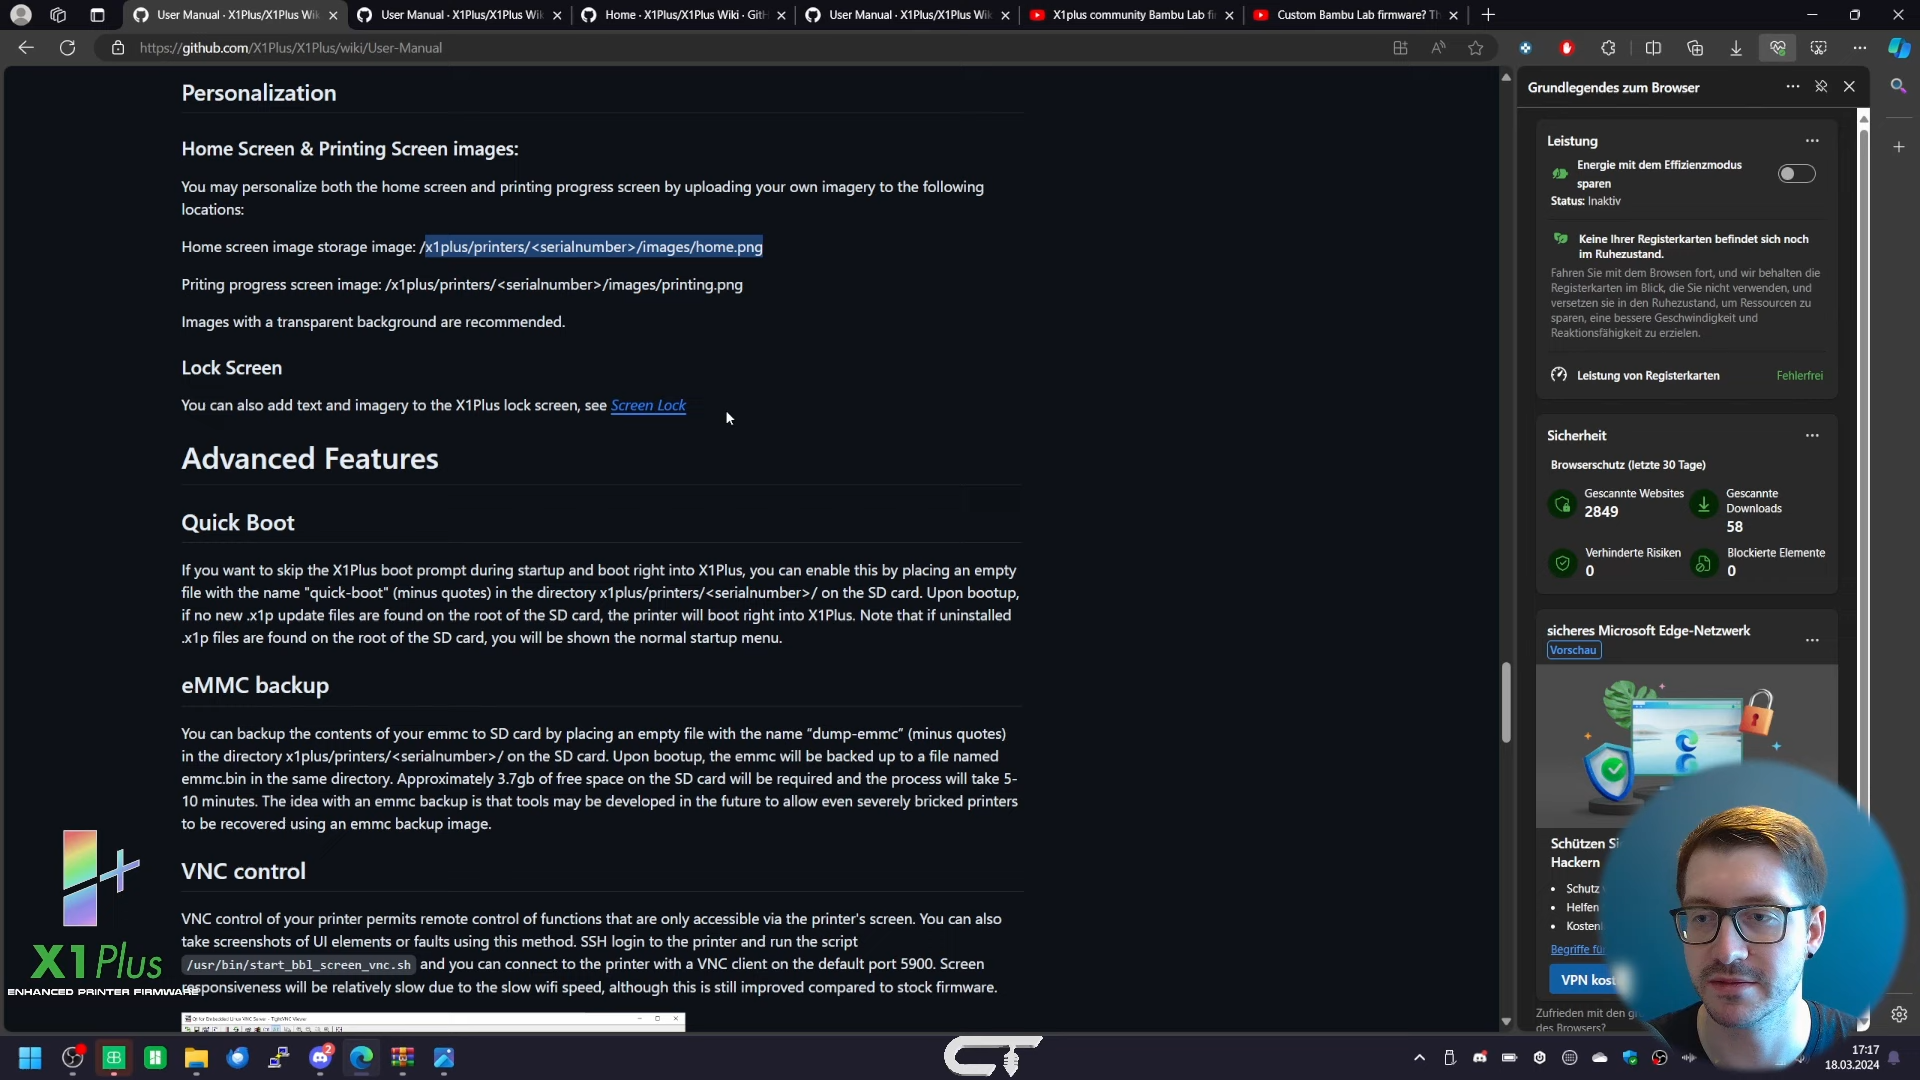 User Manual · X1Plus/X1Plus Wik
User Manual · X1Plus/X1Plus Wik
Home · X1Plus/X1Plus Wiki · GitH
User Manual · X1Plus/X1Plus Wik
X1plus community Bambu Lab fi
Custom Bambu Lab firmware? Th
https://github.com/X1Plus/X1Plus/wiki/User-Manual
Personalization
Home Screen & Printing Screen images:
You may personalize both the home screen and printing progress screen by uploading your own imagery to the following
locations:
Home screen image storage image: /x1plus/printers/<serialnumber>/images/home.png
Priting progress screen image: /x1plus/printers/<serialnumber>/images/printing.png
Images with a transparent background are recommended.
Lock Screen
You can also add text and imagery to the X1Plus lock screen, see Screen Lock
Advanced Features
Quick Boot
If you want to skip the X1Plus boot prompt during startup and boot right into X1Plus, you can enable this by placing an empty
file with the name "quick-boot" (minus quotes) in the directory x1plus/printers/<serialnumber>/ on the SD card. Upon bootup,
if no new .x1p update files are found on the root of the SD card, the printer will boot right into X1Plus. Note that if uninstalled
.x1p files are found on the root of the SD card, you will be shown the normal startup menu.
eMMC backup
You can backup the contents of your emmc to SD card by placing an empty file with the name “dump-emmc” (minus quotes)
in the directory x1plus/printers/<serialnumber>/ on the SD card. Upon bootup, the emmc will be backed up to a file named
emmc.bin in the same directory. Approximately 3.7gb of free space on the SD card will be required and the process will take 5-
10 minutes. The idea with an emmc backup is that tools may be developed in the future to allow even severely bricked printers
to be recovered using an emmc backup image.
VNC control
VNC control of your printer permits remote control of functions that are only accessible via the printer's screen. You can also
take screenshots of UI elements or faults using this method. SSH login to the printer and run the script
/usr/bin/start_bbl_screen_vnc.sh and you can connect to the printer with a VNC client on the default port 5900. Screen
responsiveness will be relatively slow due to the slow wifi speed, although this is still improved compared to stock firmware.
X1Plus
ENHANCED PRINTER FIRMWARE
Grundlegendes zum Browser
Leistung
Energie mit dem Effizienzmodus
sparen
Status: Inaktiv
Keine Ihrer Registerkarten befindet sich noch
im Ruhezustand.
Fahren Sie mit dem Browsen fort, und wir behalten die
Registerkarten im Blick, die Sie nicht verwenden, und
versetzen sie in den Ruhezustand, um Ressourcen zu
sparen, eine bessere Geschwindigkeit und
Reaktionsfähigkeit zu erzielen.
Leistung von Registerkarten
Fehlerfrei
Sicherheit
Browserschutz (letzte 30 Tage)
Gescannte Websites
2849
Gescannte
Downloads
58
Verhinderte Risiken
0
Blockierte Elemente
0
sicheres Microsoft Edge-Netzwerk
Vorschau
Schützen Si
Hackern
Schutz
Helfen
Kostenl
Begriffe für
VPN kost
Zufrieden mit den
des Browsers?
2
17:17
18.03.2024